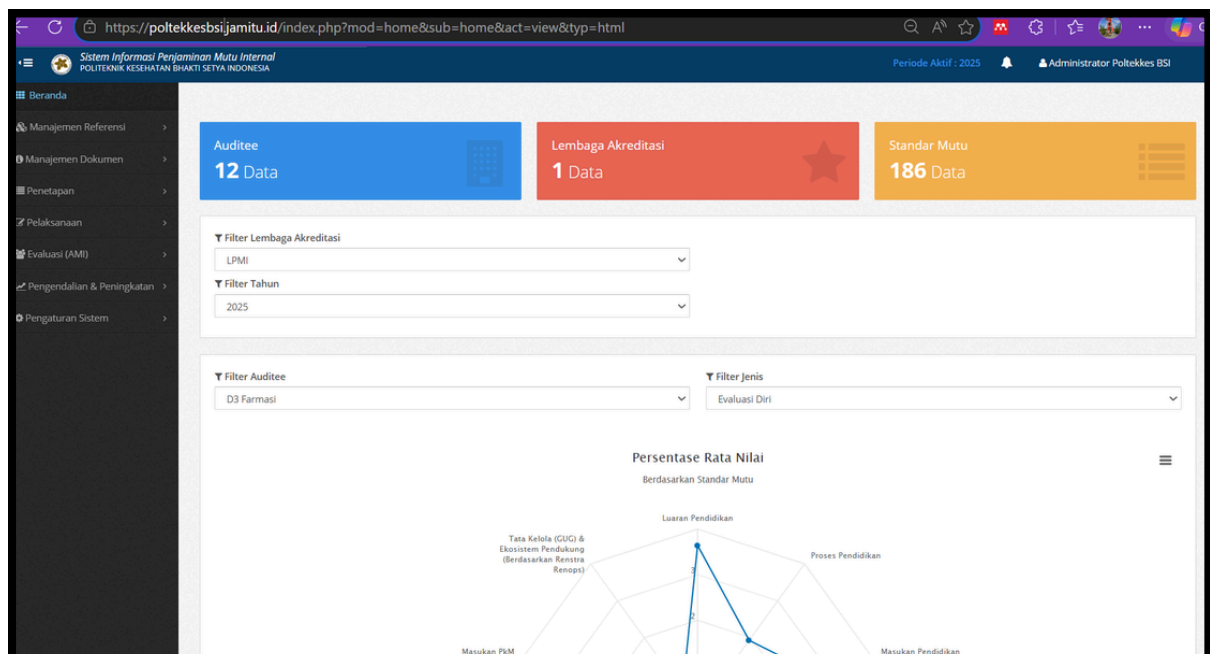 https://poltekkesbsi.jamitu.id/index.php?mod=home&sub=home&act=view&typ=html
Sistem Informasi Penjaminan Mutu Internal
POLITEKNIK KESEHATAN BHAKTI SETYA INDONESIA
Periode Aktif : 2025
Administrator Poltekkes BSI
Beranda
Manajemen Referensi
Manajemen Dokumen
Penetapan
Pelaksanaan
Evaluasi (AMI)
Pengendalian & Peningkatan
Pengaturan Sistem
Auditee
12 Data
Lembaga Akreditasi
1 Data
Standar Mutu
186 Data
Filter Lembaga Akreditasi
LPMI
Filter Tahun
2025
Filter Auditee
D3 Farmasi
Filter Jenis
Evaluasi Diri
Persentase Rata Nilai
Berdasarkan Standar Mutu
Luaran Pendidikan
Tata Kelola (GUG) &
Ekosistem Pendukung
(Berdasarkan Renstra
Renops)
Proses Pendidikan
3
2
Masukan PkM
Masukan Pendidikan